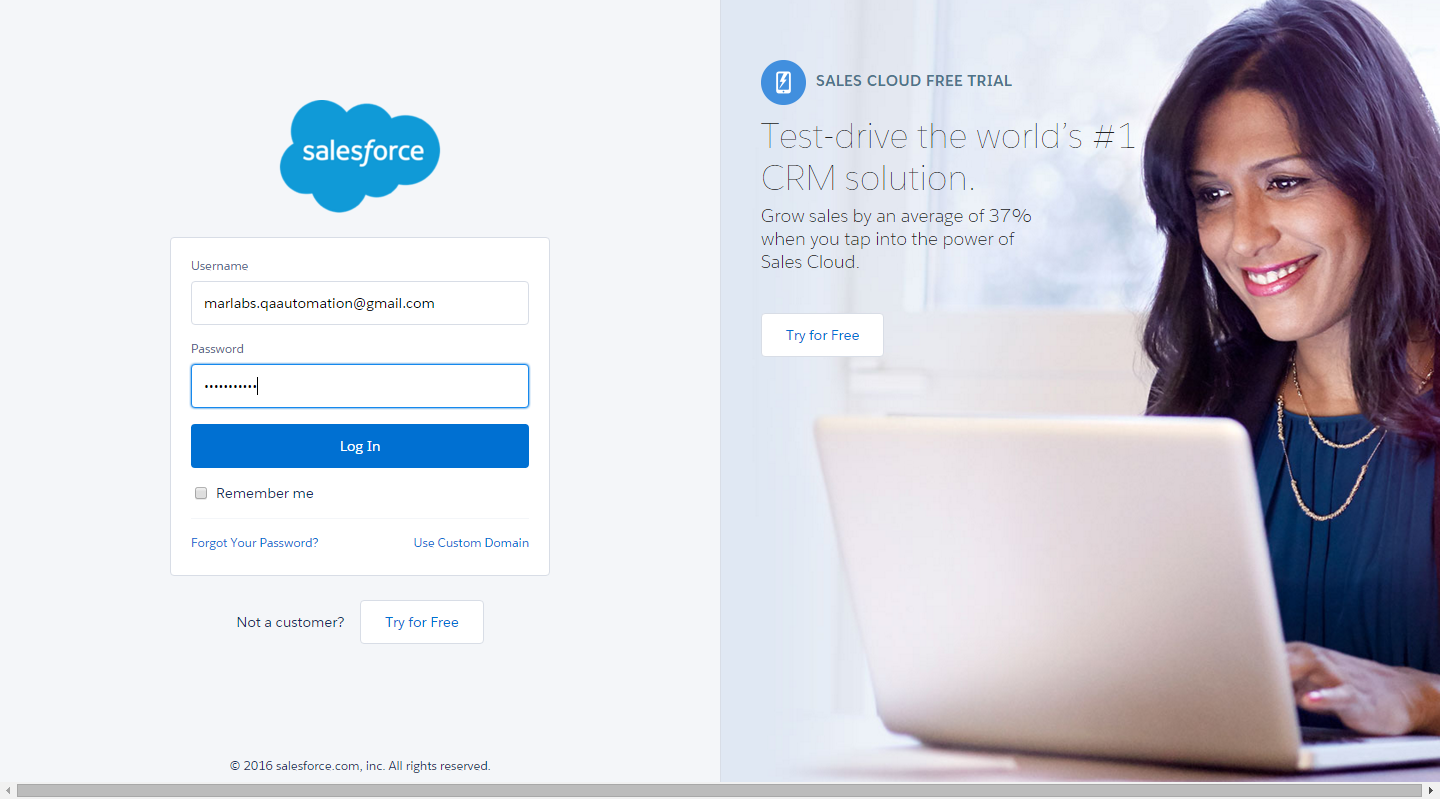 salesforce
Username
marlabs.qaautomation@gmail.com
Password
•••••••••••
Log In
Remember me
Forgot Your Password?
Use Custom Domain
Not a customer?
Try for Free
© 2016 salesforce.com, inc. All rights reserved.
SALES CLOUD FREE TRIAL
Test-drive the world’s #1
CRM solution.
Grow sales by an average of 37%
when you tap into the power of
Sales Cloud.
Try for Free